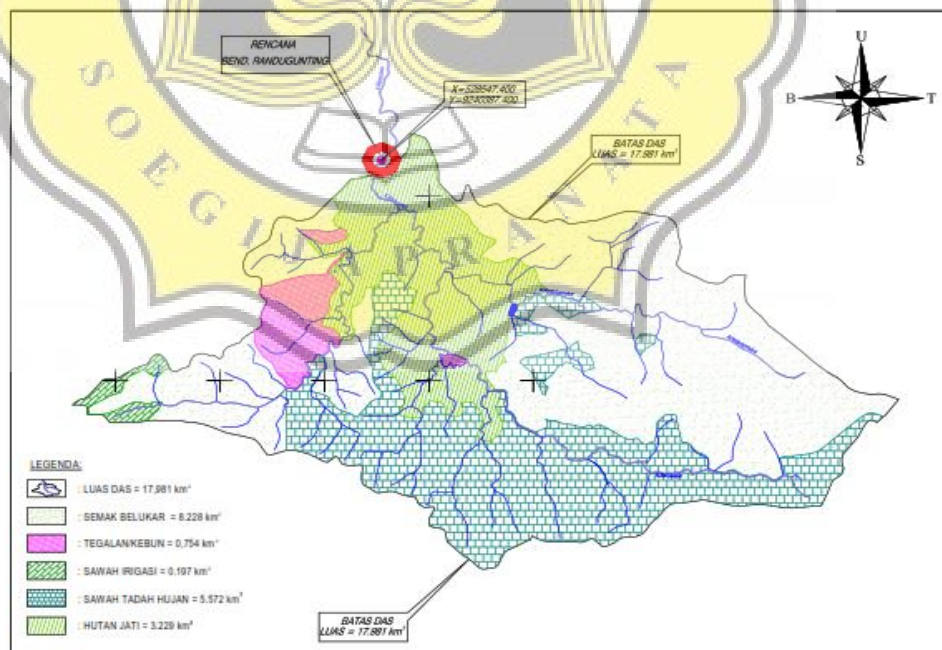 RENCANA
BEND. RANDUGUNTING
X=528547.400
Y=9240387.400
BATAS DAS
LUAS = 17.981 km²
U
B
T
S
SOEGIJAPRANATA
LEGENDA:
: LUAS DAS = 17,981 km²
: SEMAK BELUKAR = 8.228 km²
: TEGALAN/KEBUN = 0,754 km²
: SAWAH IRIGASI = 0.197 km²
: SAWAH TADAH HUJAN = 5.572 km²
: HUTAN JATI = 3.229 km²
BATAS DAS
LUAS = 17.981 km²